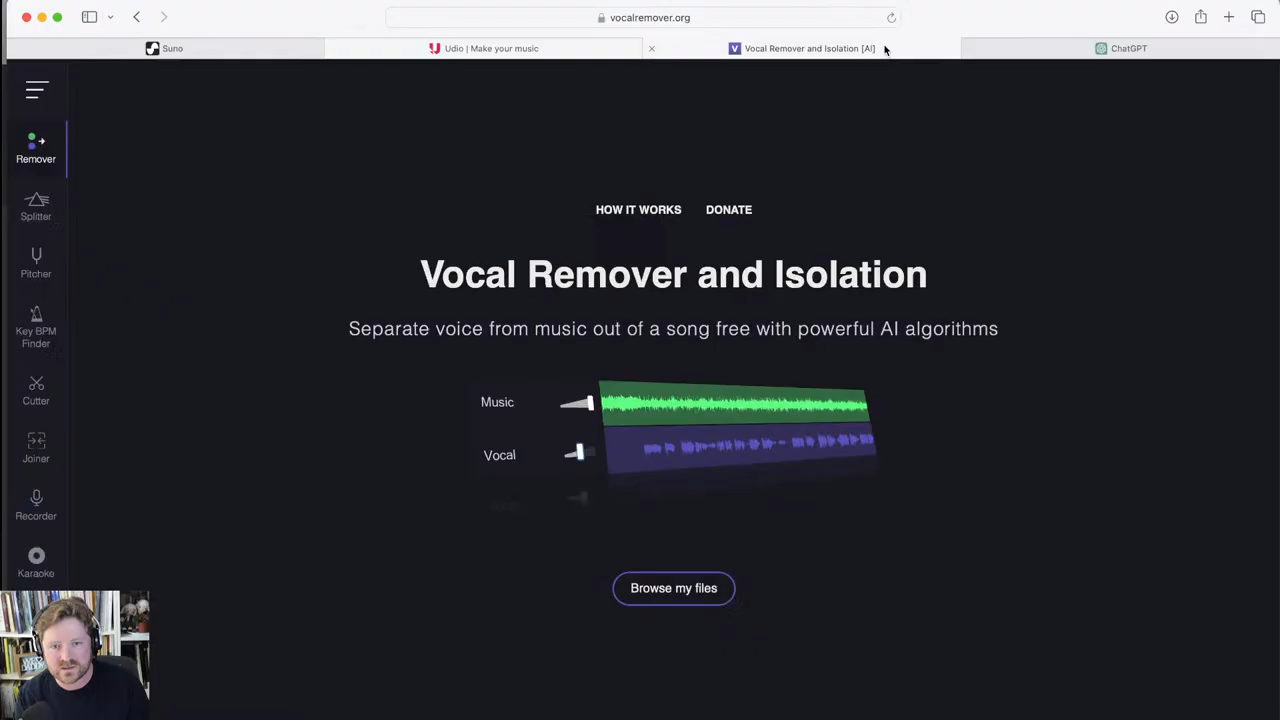 vocalremover.org
Suno
Udio | Make your music
Vocal Remover and Isolation [AI]
ChatGPT
Remover
Splitter
Pitcher
Key BPM
Finder
Cutter
Joiner
Recorder
Karaoke
HOW IT WORKS
DONATE
Vocal Remover and Isolation
Separate voice from music out of a song free with powerful AI algorithms
Music
Vocal
Browse my files